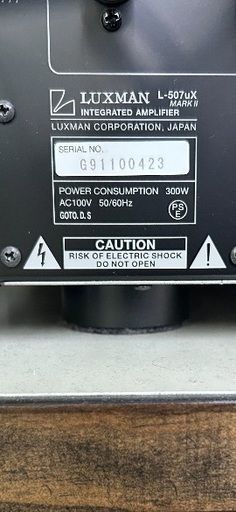 LUXMAN L-507uX
MARK II
INTEGRATED AMPLIFIER
LUXMAN CORPORATION, JAPAN
SERIAL NO.
G91100423
POWER CONSUMPTION 300W
AC100V 50/60Hz
GOTO. D. S
PS
E
CAUTION
RISK OF ELECTRIC SHOCK
DO NOT OPEN